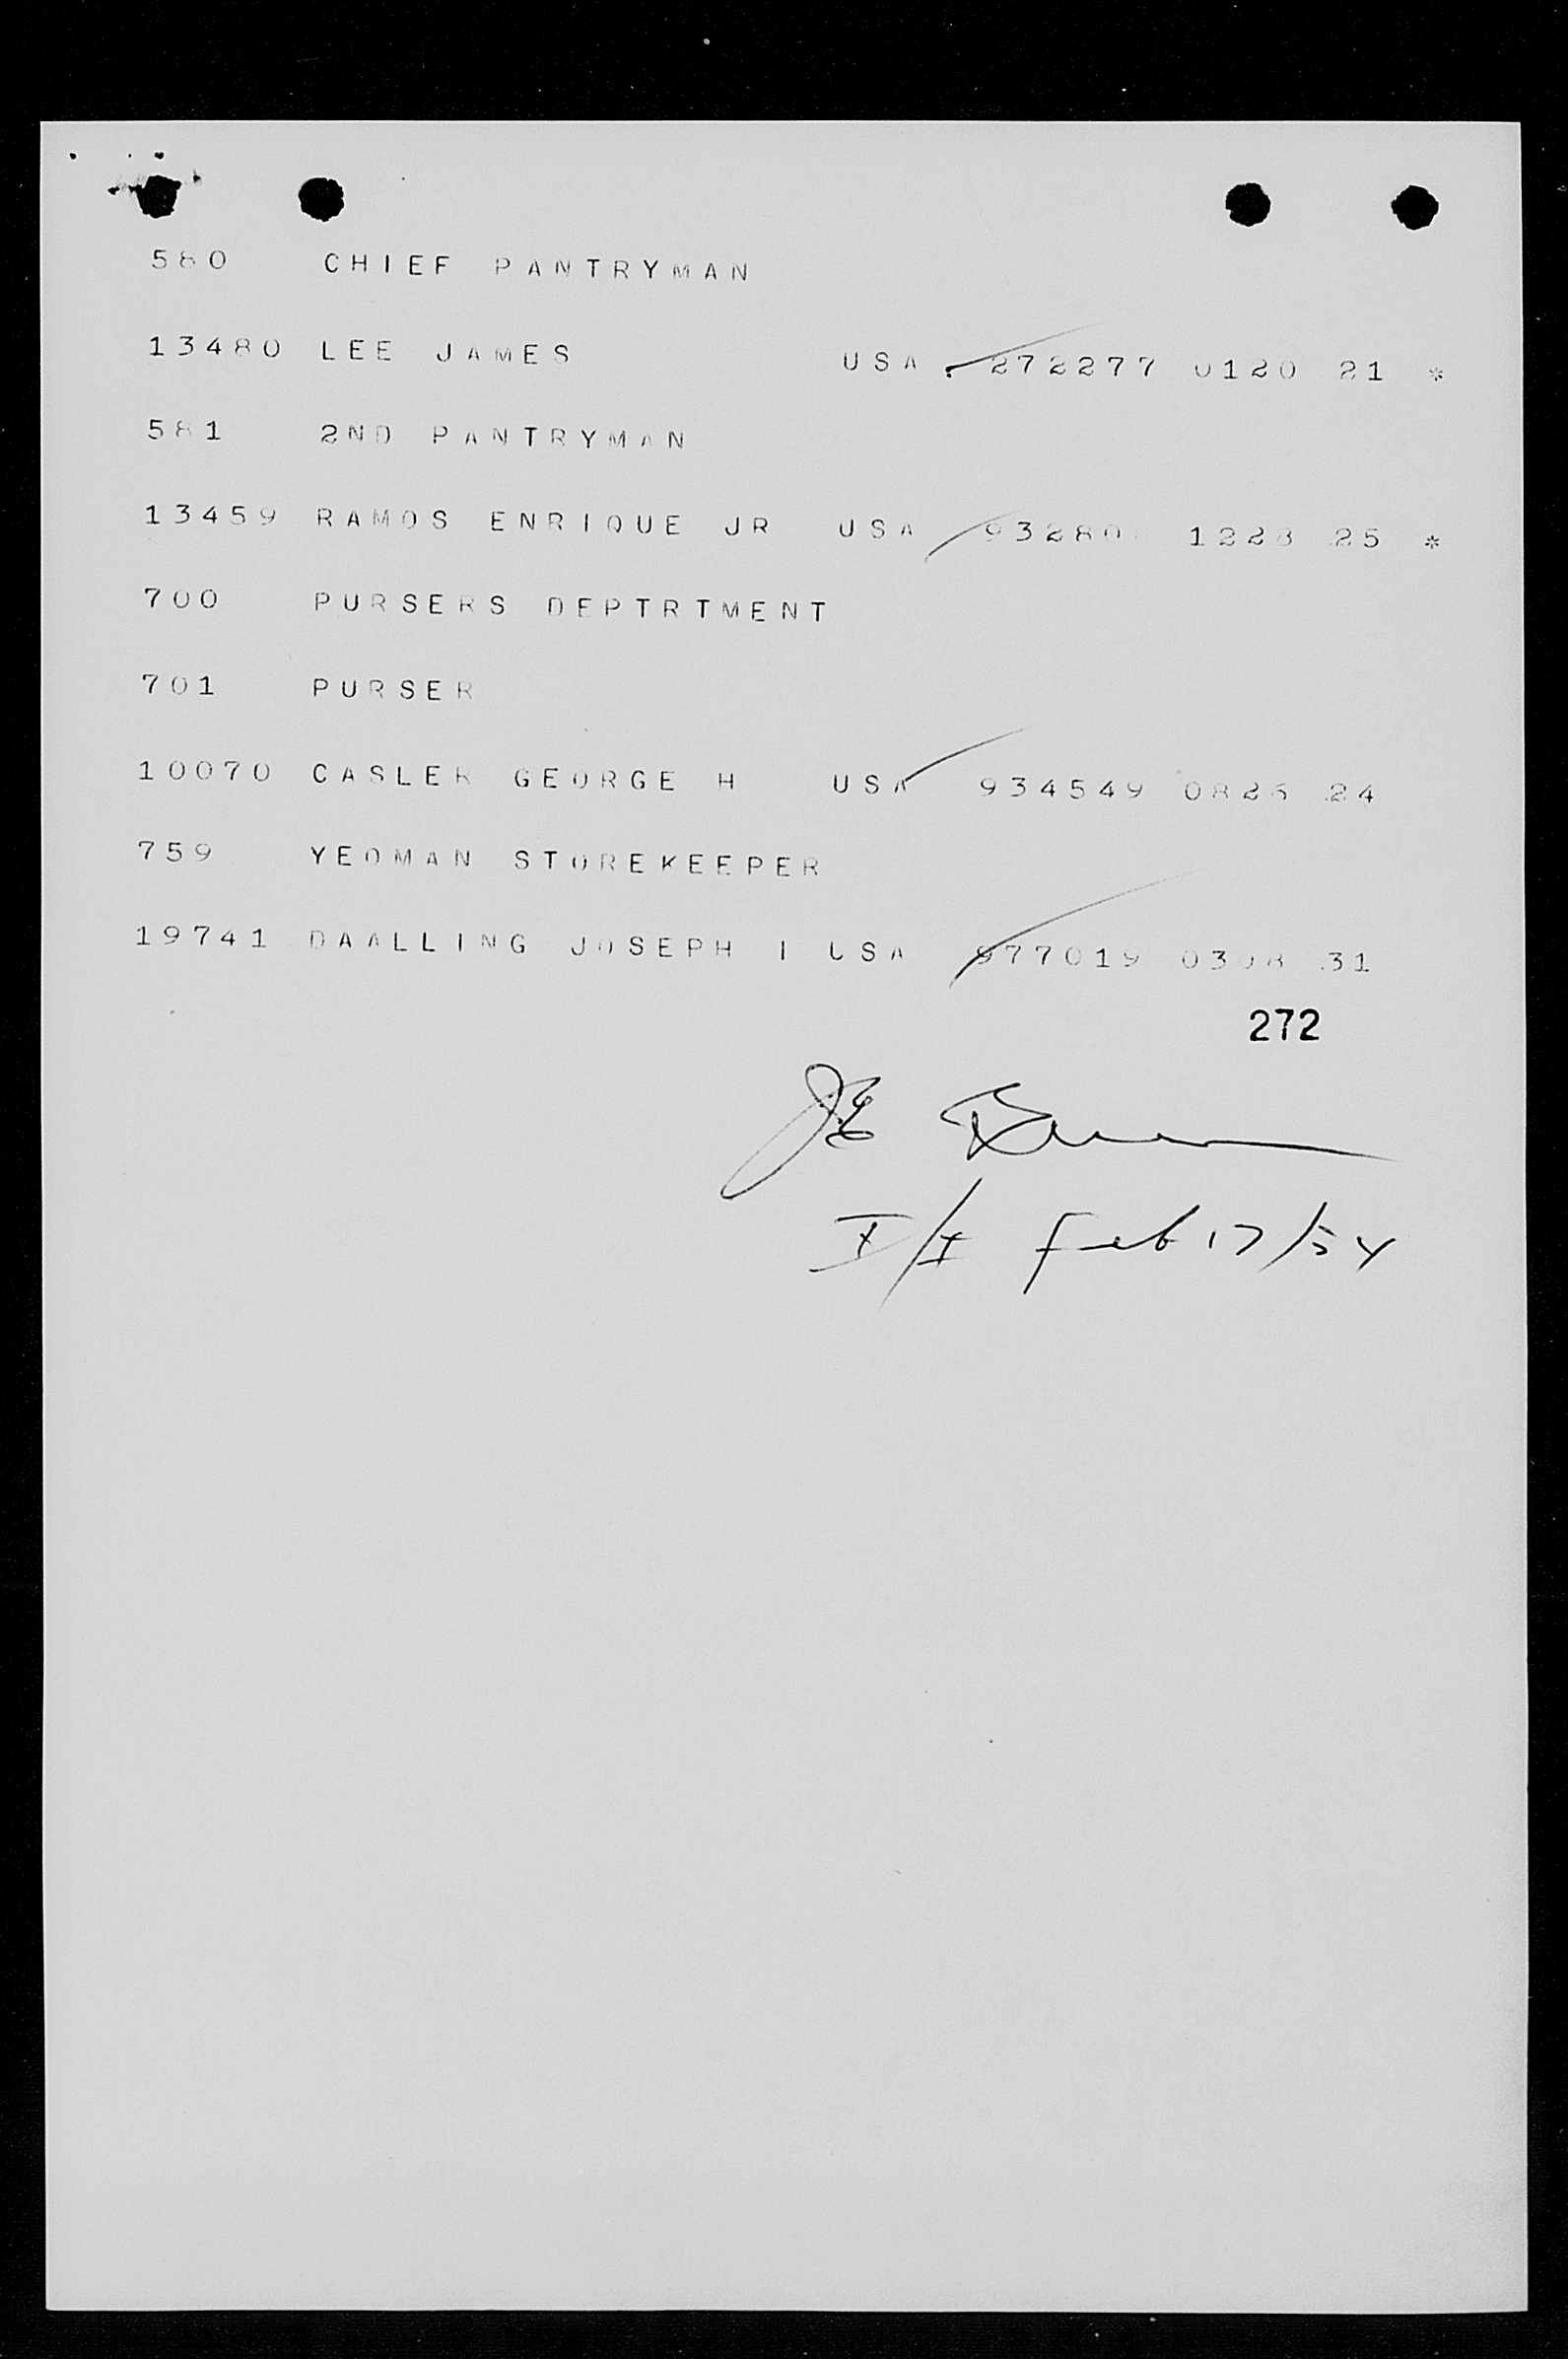 580 CHIEF PANTRYMAN
13480 LEE JAMES USA 272277 0120 21 *
581 2ND PANTRYMAN
13459 RAMOS ENRIQUE JR USA 93280 1228 25 *
700 PURSERS DEPTRTMENT
701 PURSER
10070 CASLER GEORGE H USA 934549 0826 24
759 YEOMAN STOREKEEPER
19741 DAALLING JOSEPH I USA 977019 0308 31
272
I/I Feb 17/54